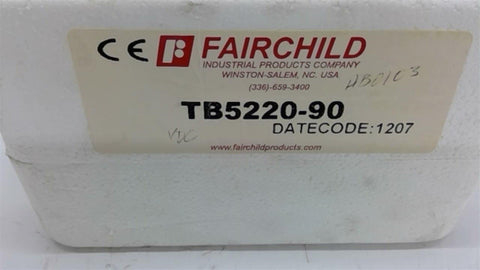 CE FAIRCHILD
INDUSTRIAL PRODUCTS COMPANY
WINSTON-SALEM, NC. USA
(336)-659-3400
TB5220-90
DATECODE:1207
VDC
www.fairchildproducts.com